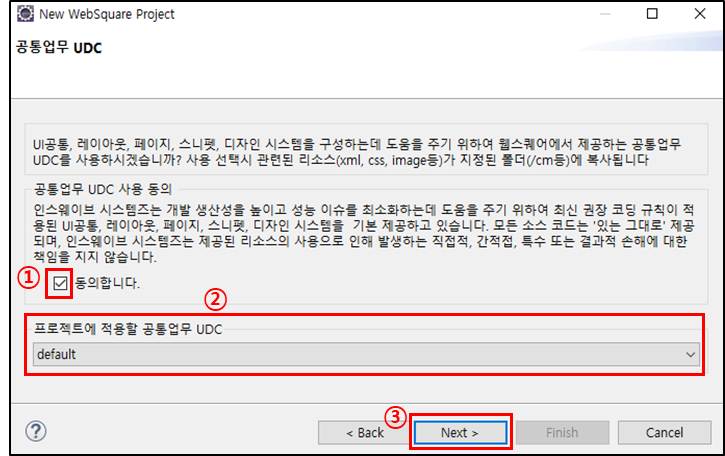 New WebSquare Project
공통업무 UDC
UI공통, 레이아웃, 페이지, 스니펫, 디자인 시스템을 구성하는데 도움을 주기 위하여 웹스퀘어에서 제공하는 공통업무
UDC를 사용하시겠습니까? 사용 선택시 관련된 리소스(xml, css, image등)가 지정된 폴더(/cm등)에 복사됩니다
공통업무 UDC 사용 동의
인스웨이브 시스템즈는 개발 생산성을 높이고 성능 이슈를 최소화하는데 도움을 주기 위하여 최신 권장 코딩 규칙이 적
용된 UI공통, 레이아웃, 페이지, 스니펫, 디자인 시스템을 기본 제공하고 있습니다. 모든 소스 코드는 '있는 그대로' 제공
되며, 인스웨이브 시스템즈는 제공된 리소스의 사용으로 인해 발생하는 직접적, 간적접, 특수 또는 결과적 손해에 대한
책임을 지지 않습니다.
① 동의합니다.
②
프로젝트에 적용할 공통업무 UDC
default
③
? < Back Next > Finish Cancel